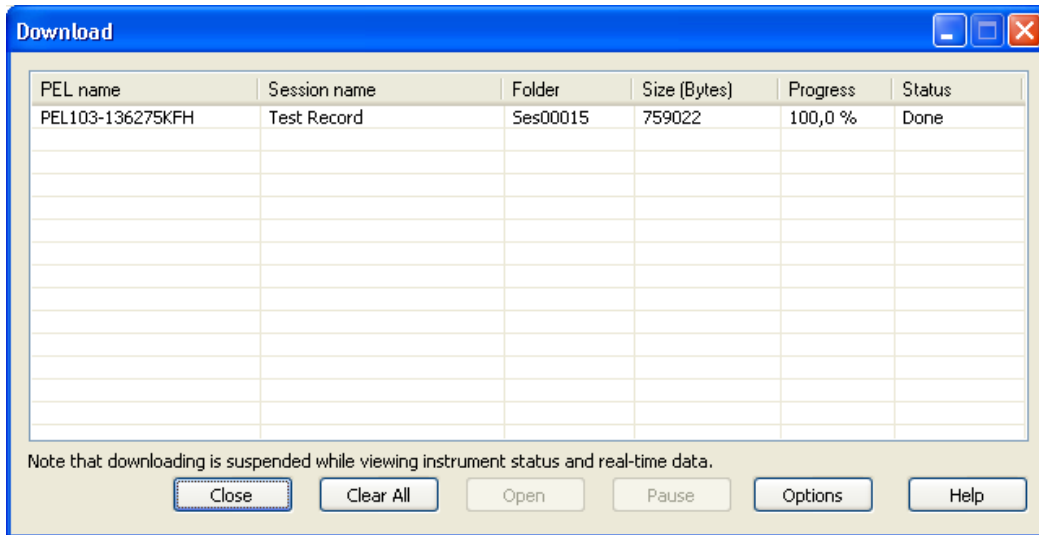 Download
PEL name Session name Folder Size (Bytes) Progress Status
PEL103-136275KFH Test Record Ses00015 759022 100,0 % Done
Note that downloading is suspended while viewing instrument status and real-time data.
Close Clear All Open Pause Options Help